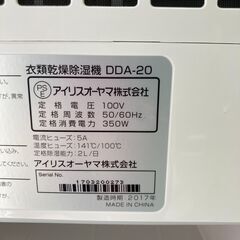 衣類乾燥除湿機 DDA-20
PSE アイリスオーヤマ株式会社
定格電圧 100V
定格周波数 50/60Hz
定格消費電力 350W
電流ヒューズ:5A
温度ヒューズ:141℃/100℃
定格除湿能力:2L/日
アイリスオーヤマ株式会社
Serial No.
1703200273
製造時期:2017年
MADE IN CHINA